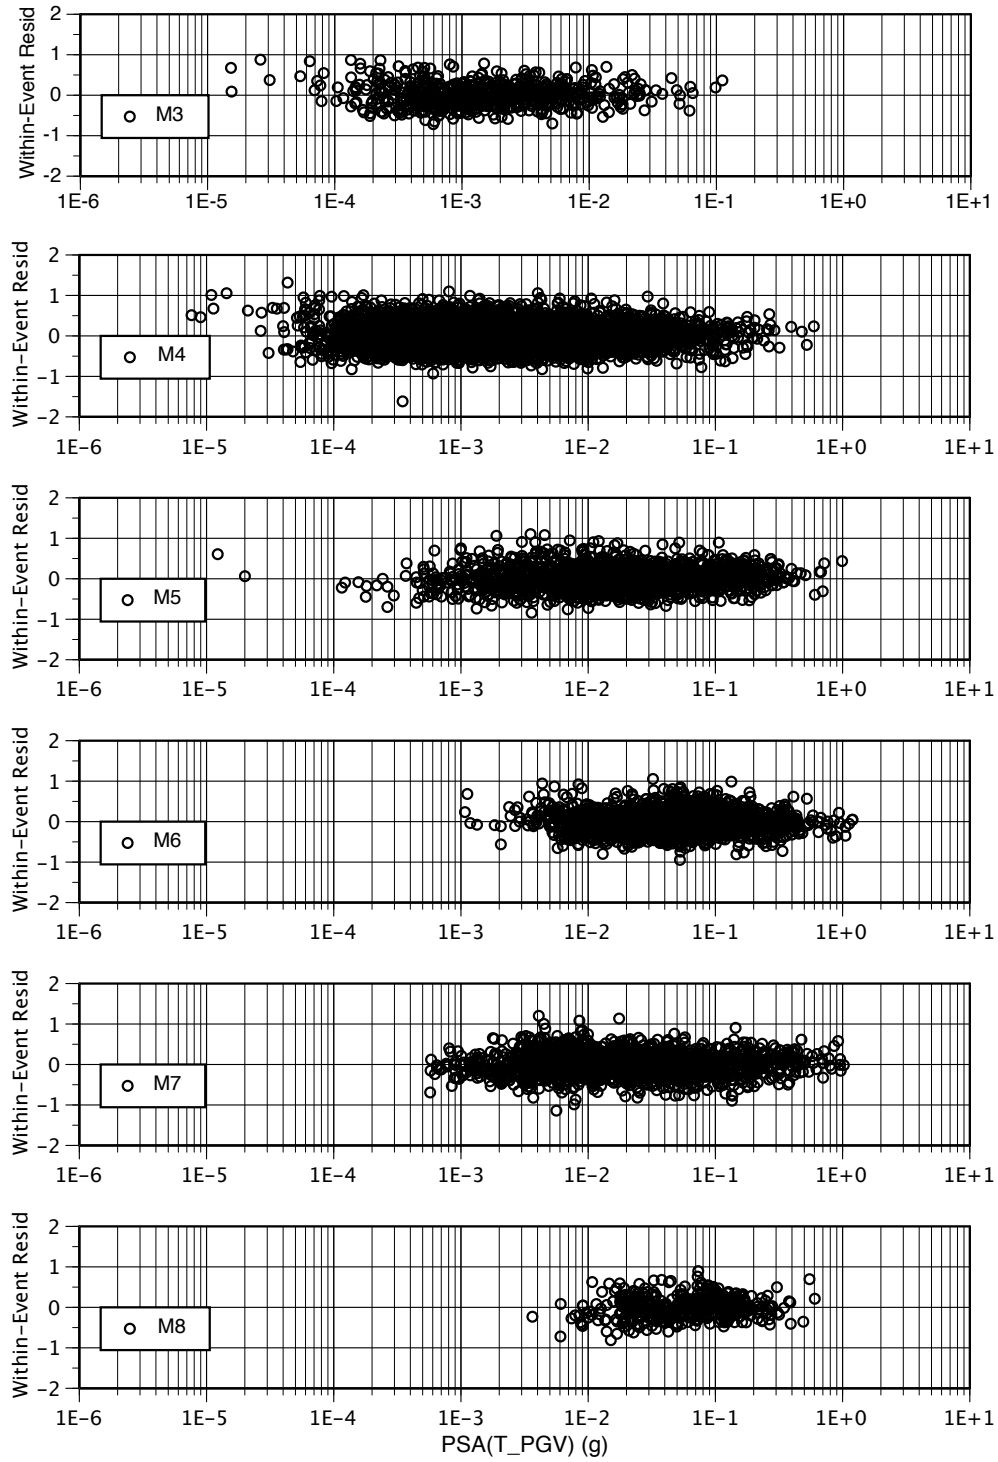 2
1
0
-1
-2
Within-Event Resid
M3
1E-6 1E-5 1E-4 1E-3 1E-2 1E-1 1E+0 1E+1
2
1
0
−1
−2
Within−Event Resid
M4
1E−6 1E−5 1E−4 1E−3 1E−2 1E−1 1E+0 1E+1
2
1
0
−1
−2
Within−Event Resid
M5
1E−6 1E−5 1E−4 1E−3 1E−2 1E−1 1E+0 1E+1
2
1
0
−1
−2
Within−Event Resid
M6
1E−6 1E−5 1E−4 1E−3 1E−2 1E−1 1E+0 1E+1
2
1
0
−1
−2
Within−Event Resid
M7
1E−6 1E−5 1E−4 1E−3 1E−2 1E−1 1E+0 1E+1
2
1
0
−1
−2
Within−Event Resid
M8
1E−6 1E−5 1E−4 1E−3 1E−2 1E−1 1E+0 1E+1
PSA(T_PGV) (g)